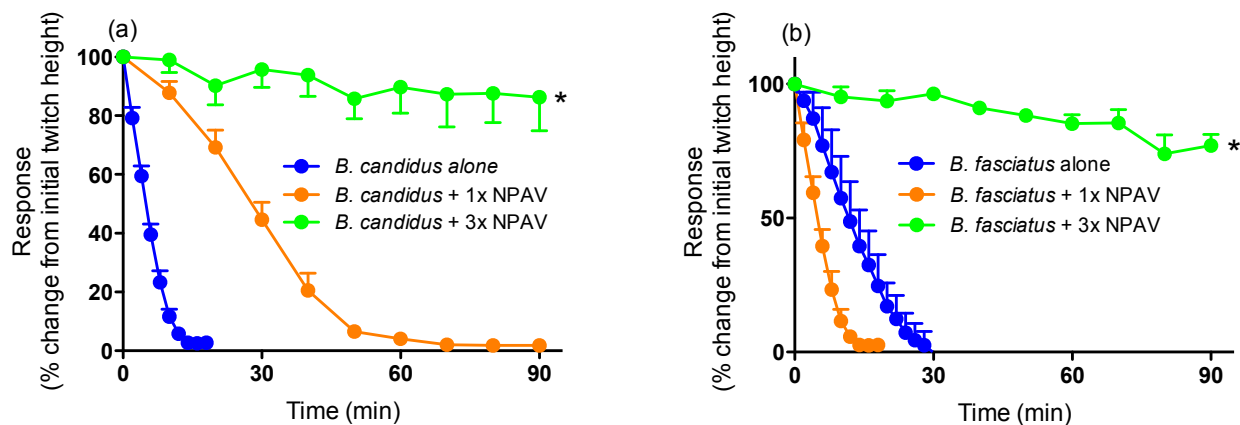 (a)
Response
(% change from initial twitch height)
100
80
60
40
20
0
*
B. candidus alone
B. candidus + 1x NPAV
B. candidus + 3x NPAV
0 30 60 90
Time (min)
(b)
Response
(% change from initial twitch height)
100
50
0
*
B. fasciatus alone
B. fasciatus + 1x NPAV
B. fasciatus + 3x NPAV
0 30 60 90
Time (min)